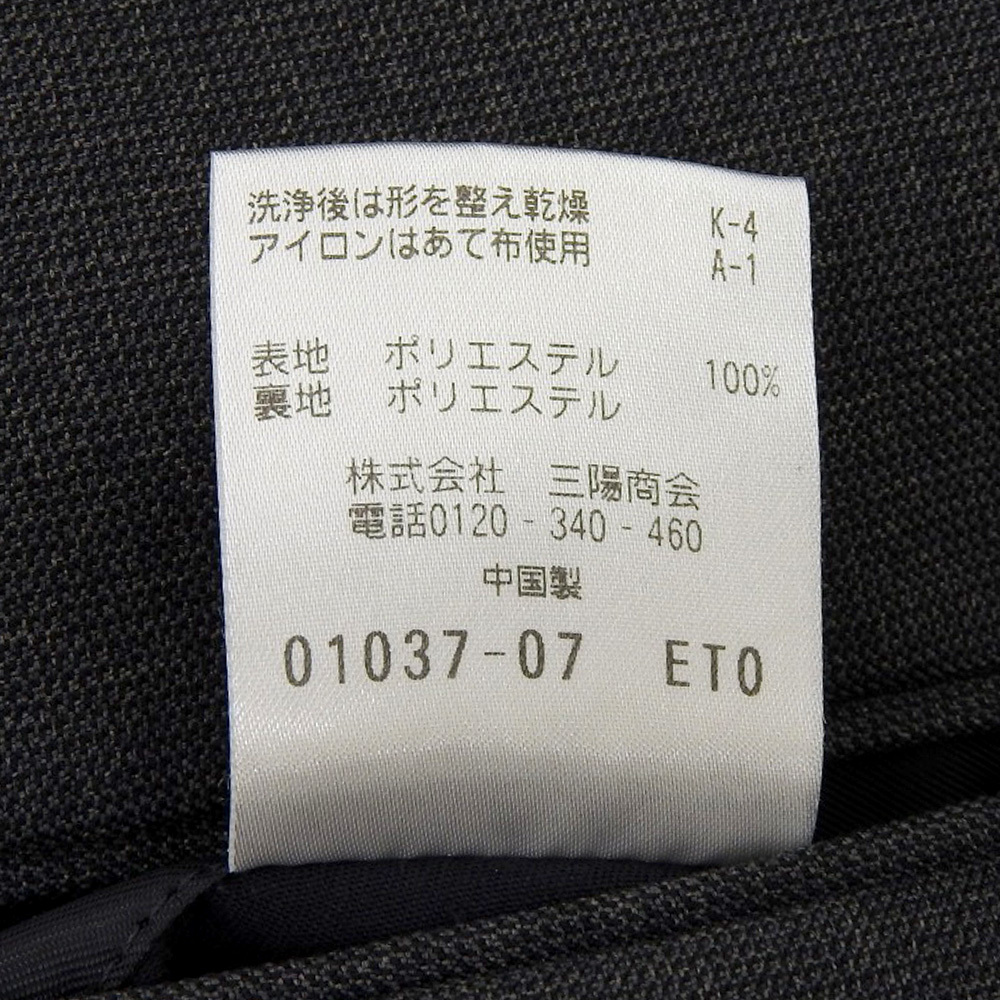 洗浄後は形を整え乾燥 K-4
アイロンはあて布使用 A-1
表地 ポリエステル 100%
裏地 ポリエステル
株式会社 三陽商会
電話0120-340-460
中国製
01037-07 ET0